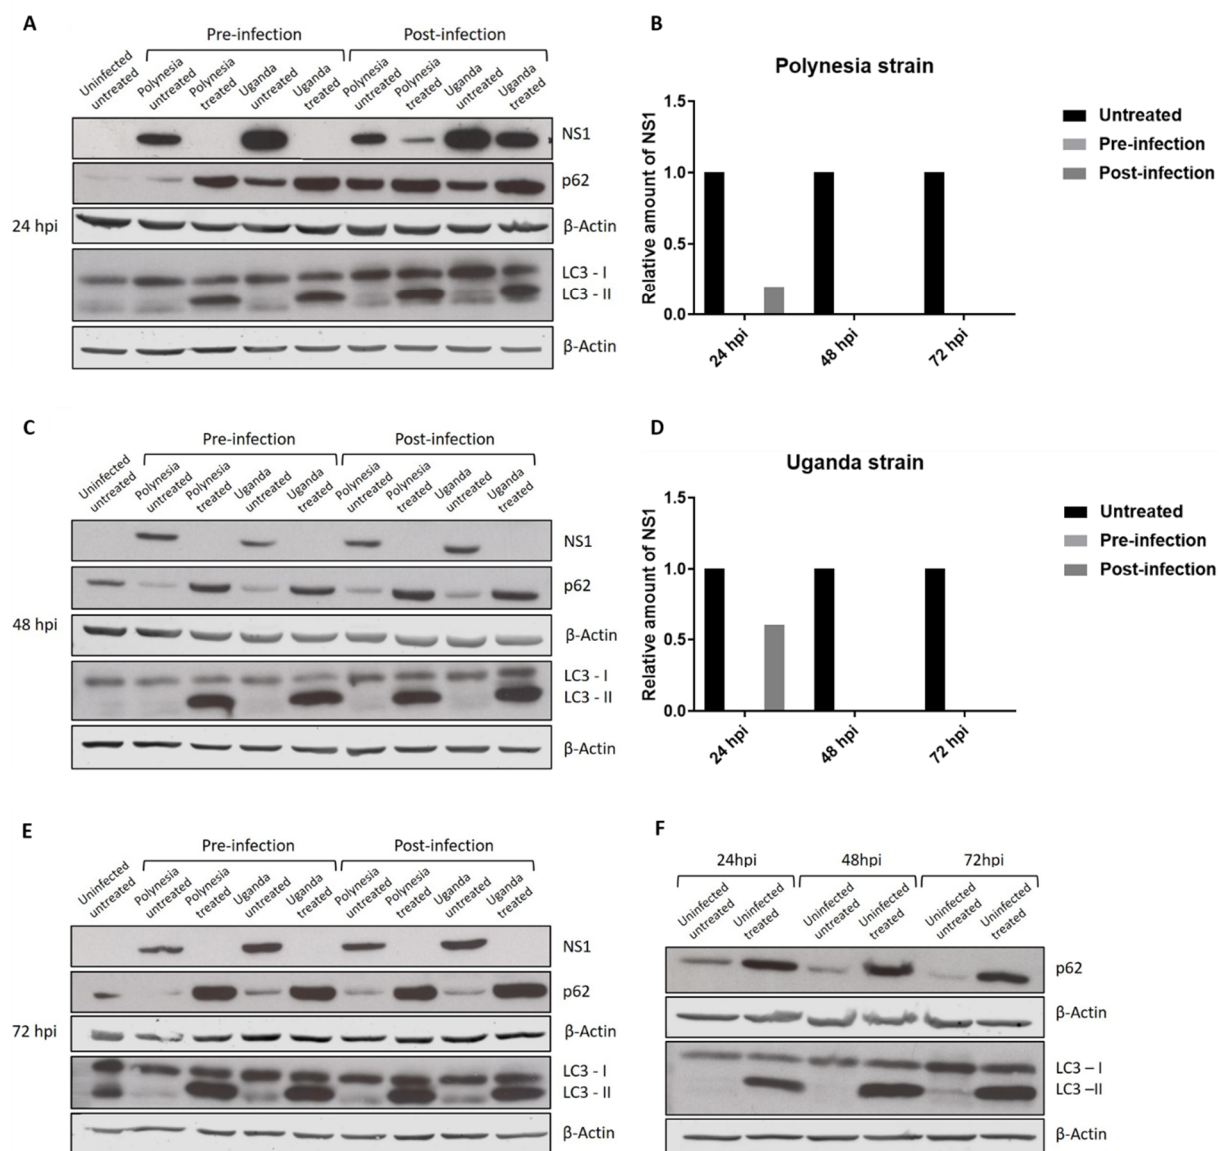 A
Pre-infection
Post-infection
Uninfected untreated
Polynesia untreated
Polynesia treated
Uganda untreated
Uganda treated
Polynesia untreated
Polynesia treated
Uganda untreated
Uganda treated
NS1
p62
24 hpi
β-Actin
LC3 - I
LC3 - II
β-Actin
B
Polynesia strain
Relative amount of NS1
1.5
1.0
0.5
0.0
24 hpi
48 hpi
72 hpi
Untreated
Pre-infection
Post-infection
C
Pre-infection
Post-infection
Uninfected untreated
Polynesia untreated
Polynesia treated
Uganda untreated
Uganda treated
Polynesia untreated
Polynesia treated
Uganda untreated
Uganda treated
NS1
p62
48 hpi
β-Actin
LC3 - I
LC3 - II
β-Actin
D
Uganda strain
Relative amount of NS1
1.5
1.0
0.5
0.0
24 hpi
48 hpi
72 hpi
Untreated
Pre-infection
Post-infection
E
Pre-infection
Post-infection
Uninfected untreated
Polynesia untreated
Polynesia treated
Uganda untreated
Uganda treated
Polynesia untreated
Polynesia treated
Uganda untreated
Uganda treated
NS1
p62
72 hpi
β-Actin
LC3 - I
LC3 - II
β-Actin
F
24hpi
48hpi
72hpi
Uninfected untreated
Uninfected treated
Uninfected untreated
Uninfected treated
Uninfected untreated
Uninfected treated
p62
β-Actin
LC3 – I
LC3 –II
β-Actin